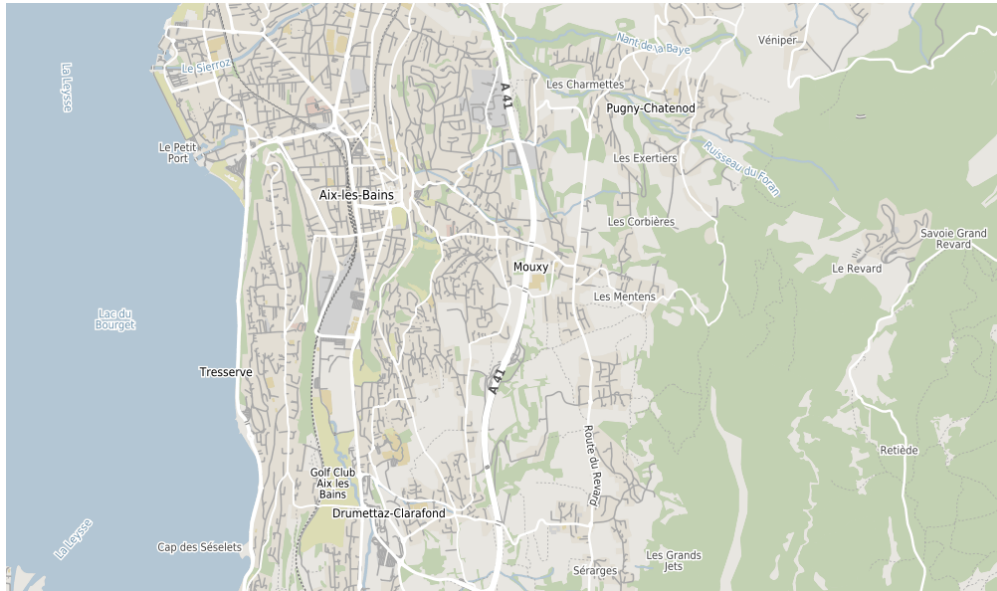 Nant de la Baye
Véniper
Le Sierroz
La Leysse
Les Charmettes
A 41
Pugny-Chatenod
Le Petit
Port
Les Exertiers
Ruisseau du Foran
Aix-les-Bains
Les Corbières
Savoie Grand
Revard
Mouxy
Le Revard
Les Mentens
Lac du
Bourget
Tresserve
A 41
Route du Revard
Retiède
Golf Club
Aix les
Bains
Drumettaz-Clarafond
La Leysse
Cap des Séselets
Les Grands
Jets
Sérarges